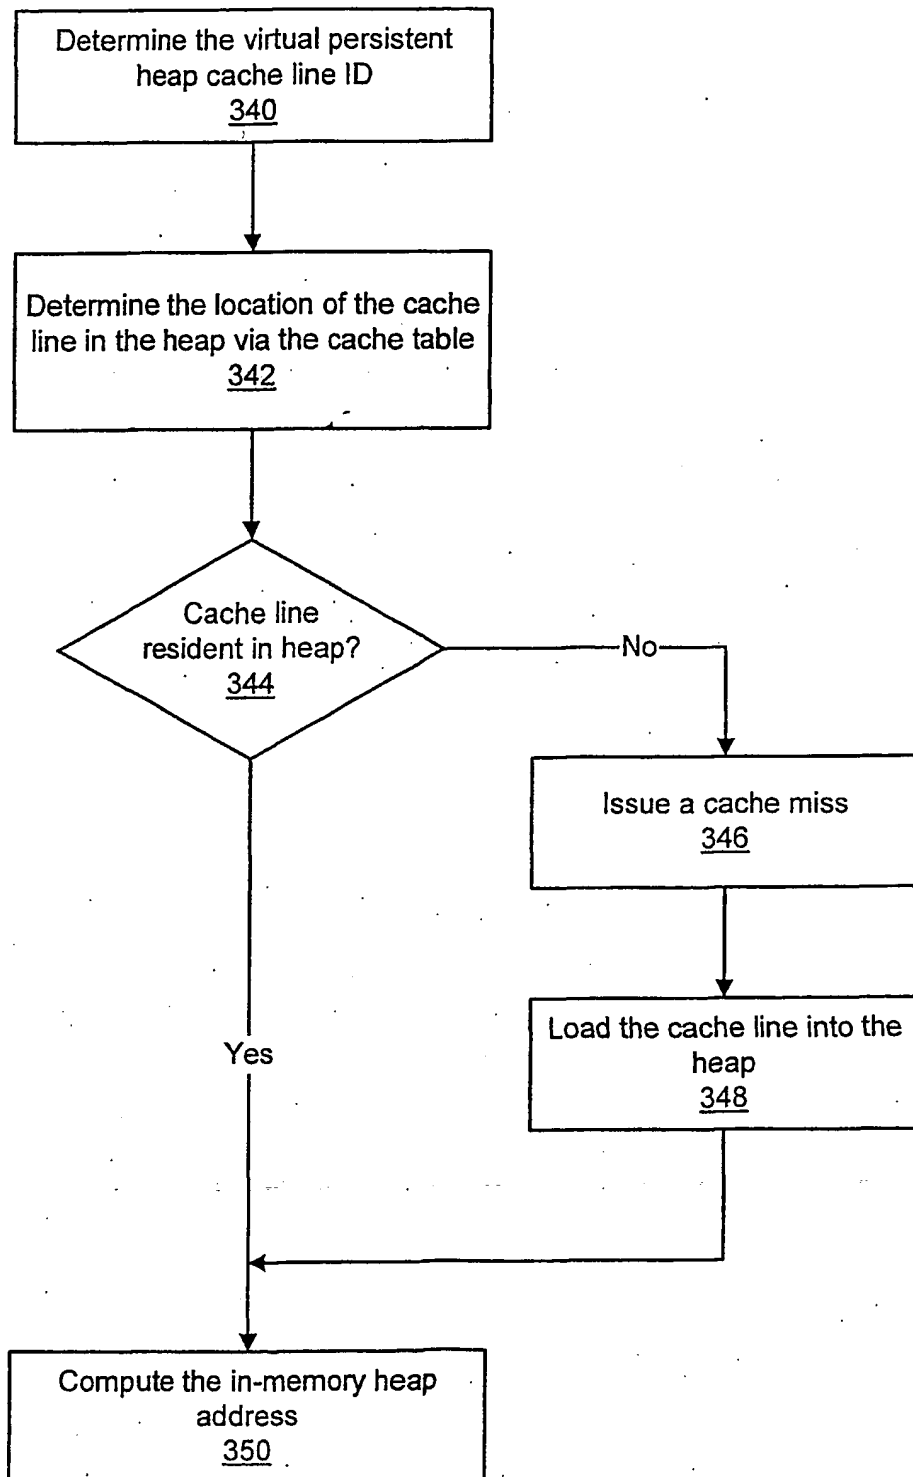 Determine the virtual persistent
heap cache line ID
340
Determine the location of the cache
line in the heap via the cache table
342
Cache line
resident in heap?
344
No
Issue a cache miss
346
Load the cache line into the
heap
348
Yes
Compute the in-memory heap
address
350